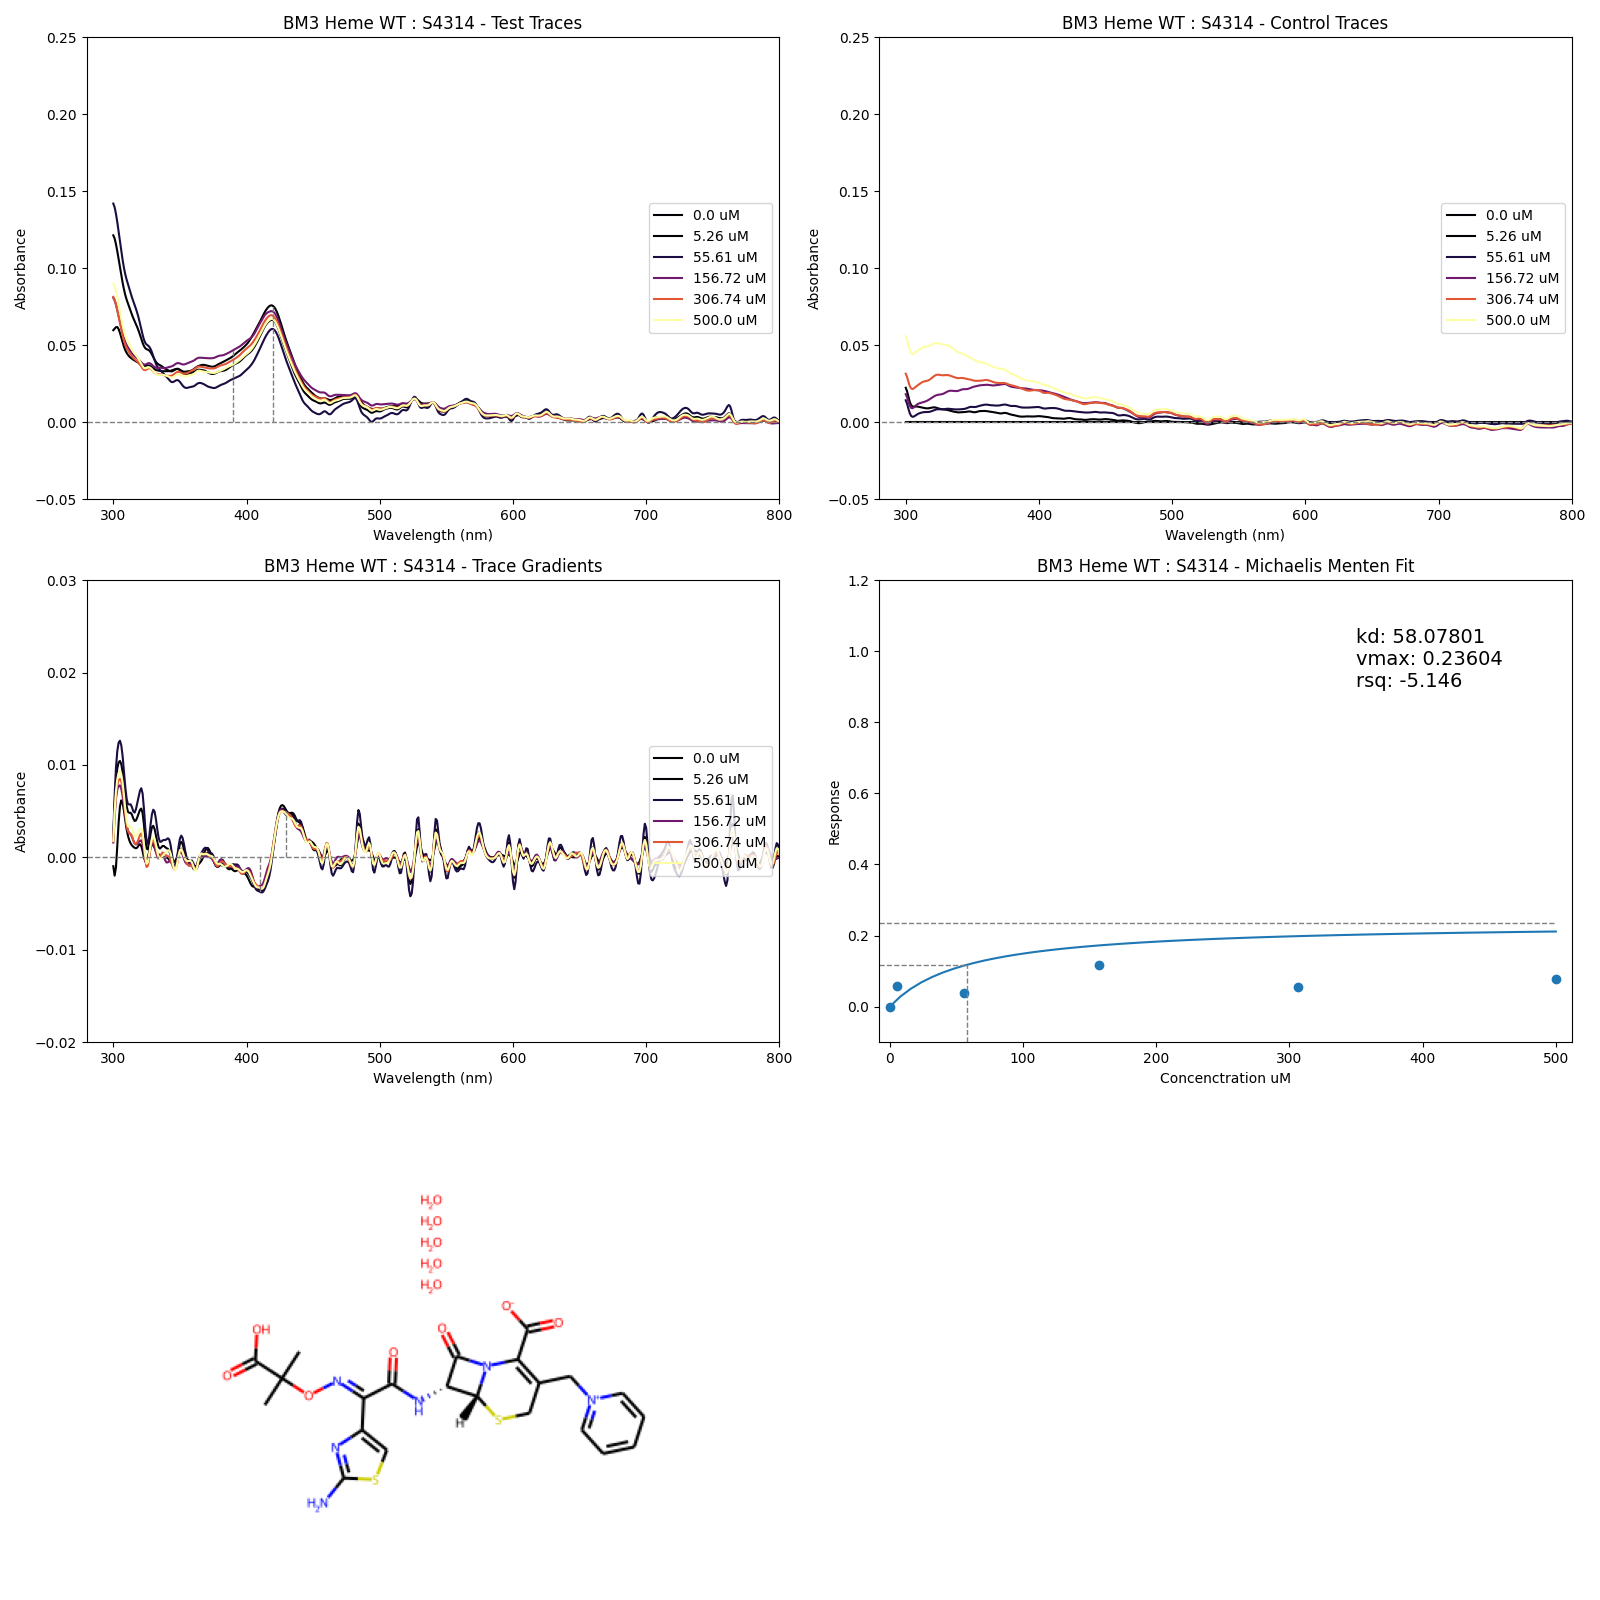 BM3 Heme WT : S4314 - Test Traces
0.25
0.20
0.15
0.10
0.05
0.00
−0.05
Absorbance
300 400 500 600 700 800
Wavelength (nm)
0.0 uM
5.26 uM
55.61 uM
156.72 uM
306.74 uM
500.0 uM
BM3 Heme WT : S4314 - Control Traces
0.25
0.20
0.15
0.10
0.05
0.00
−0.05
Absorbance
300 400 500 600 700 800
Wavelength (nm)
0.0 uM
5.26 uM
55.61 uM
156.72 uM
306.74 uM
500.0 uM
BM3 Heme WT : S4314 - Trace Gradients
0.03
0.02
0.01
0.00
−0.01
−0.02
Absorbance
300 400 500 600 700 800
Wavelength (nm)
0.0 uM
5.26 uM
55.61 uM
156.72 uM
306.74 uM
500.0 uM
BM3 Heme WT : S4314 - Michaelis Menten Fit
1.2
1.0
0.8
0.6
0.4
0.2
0.0
Response
0 100 200 300 400 500
Concenctration uM
kd: 58.07801
vmax: 0.23604
rsq: -5.146
H2O
H2O
H2O
H2O
H2O
O-
O
O
OH
O
O
N
O
N
H
N
H
S
N+
N
S
H2N